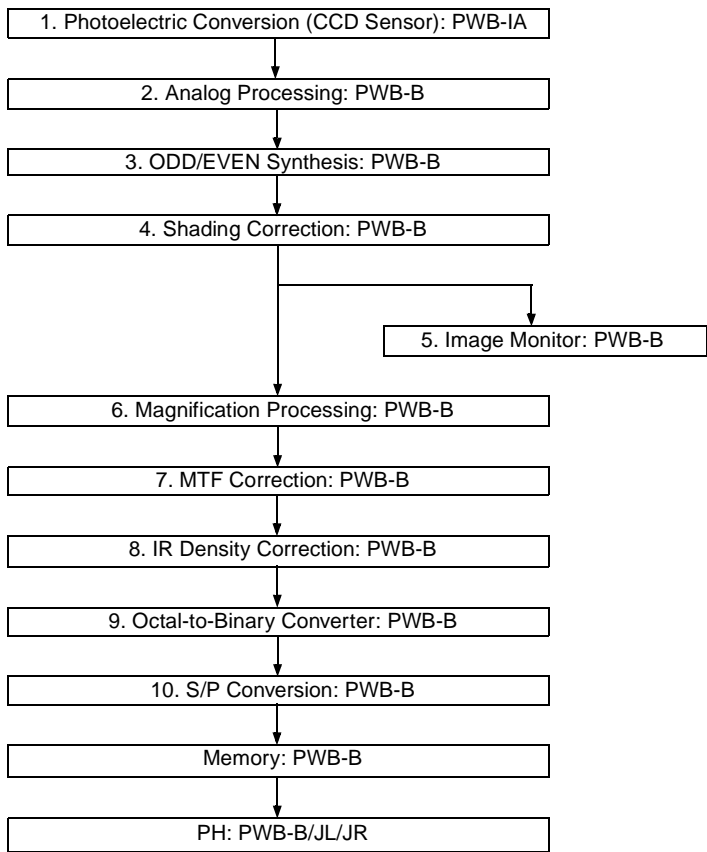 1. Photoelectric Conversion (CCD Sensor): PWB-IA
2. Analog Processing: PWB-B
3. ODD/EVEN Synthesis: PWB-B
4. Shading Correction: PWB-B
5. Image Monitor: PWB-B
6. Magnification Processing: PWB-B
7. MTF Correction: PWB-B
8. IR Density Correction: PWB-B
9. Octal-to-Binary Converter: PWB-B
10. S/P Conversion: PWB-B
Memory: PWB-B
PH: PWB-B/JL/JR